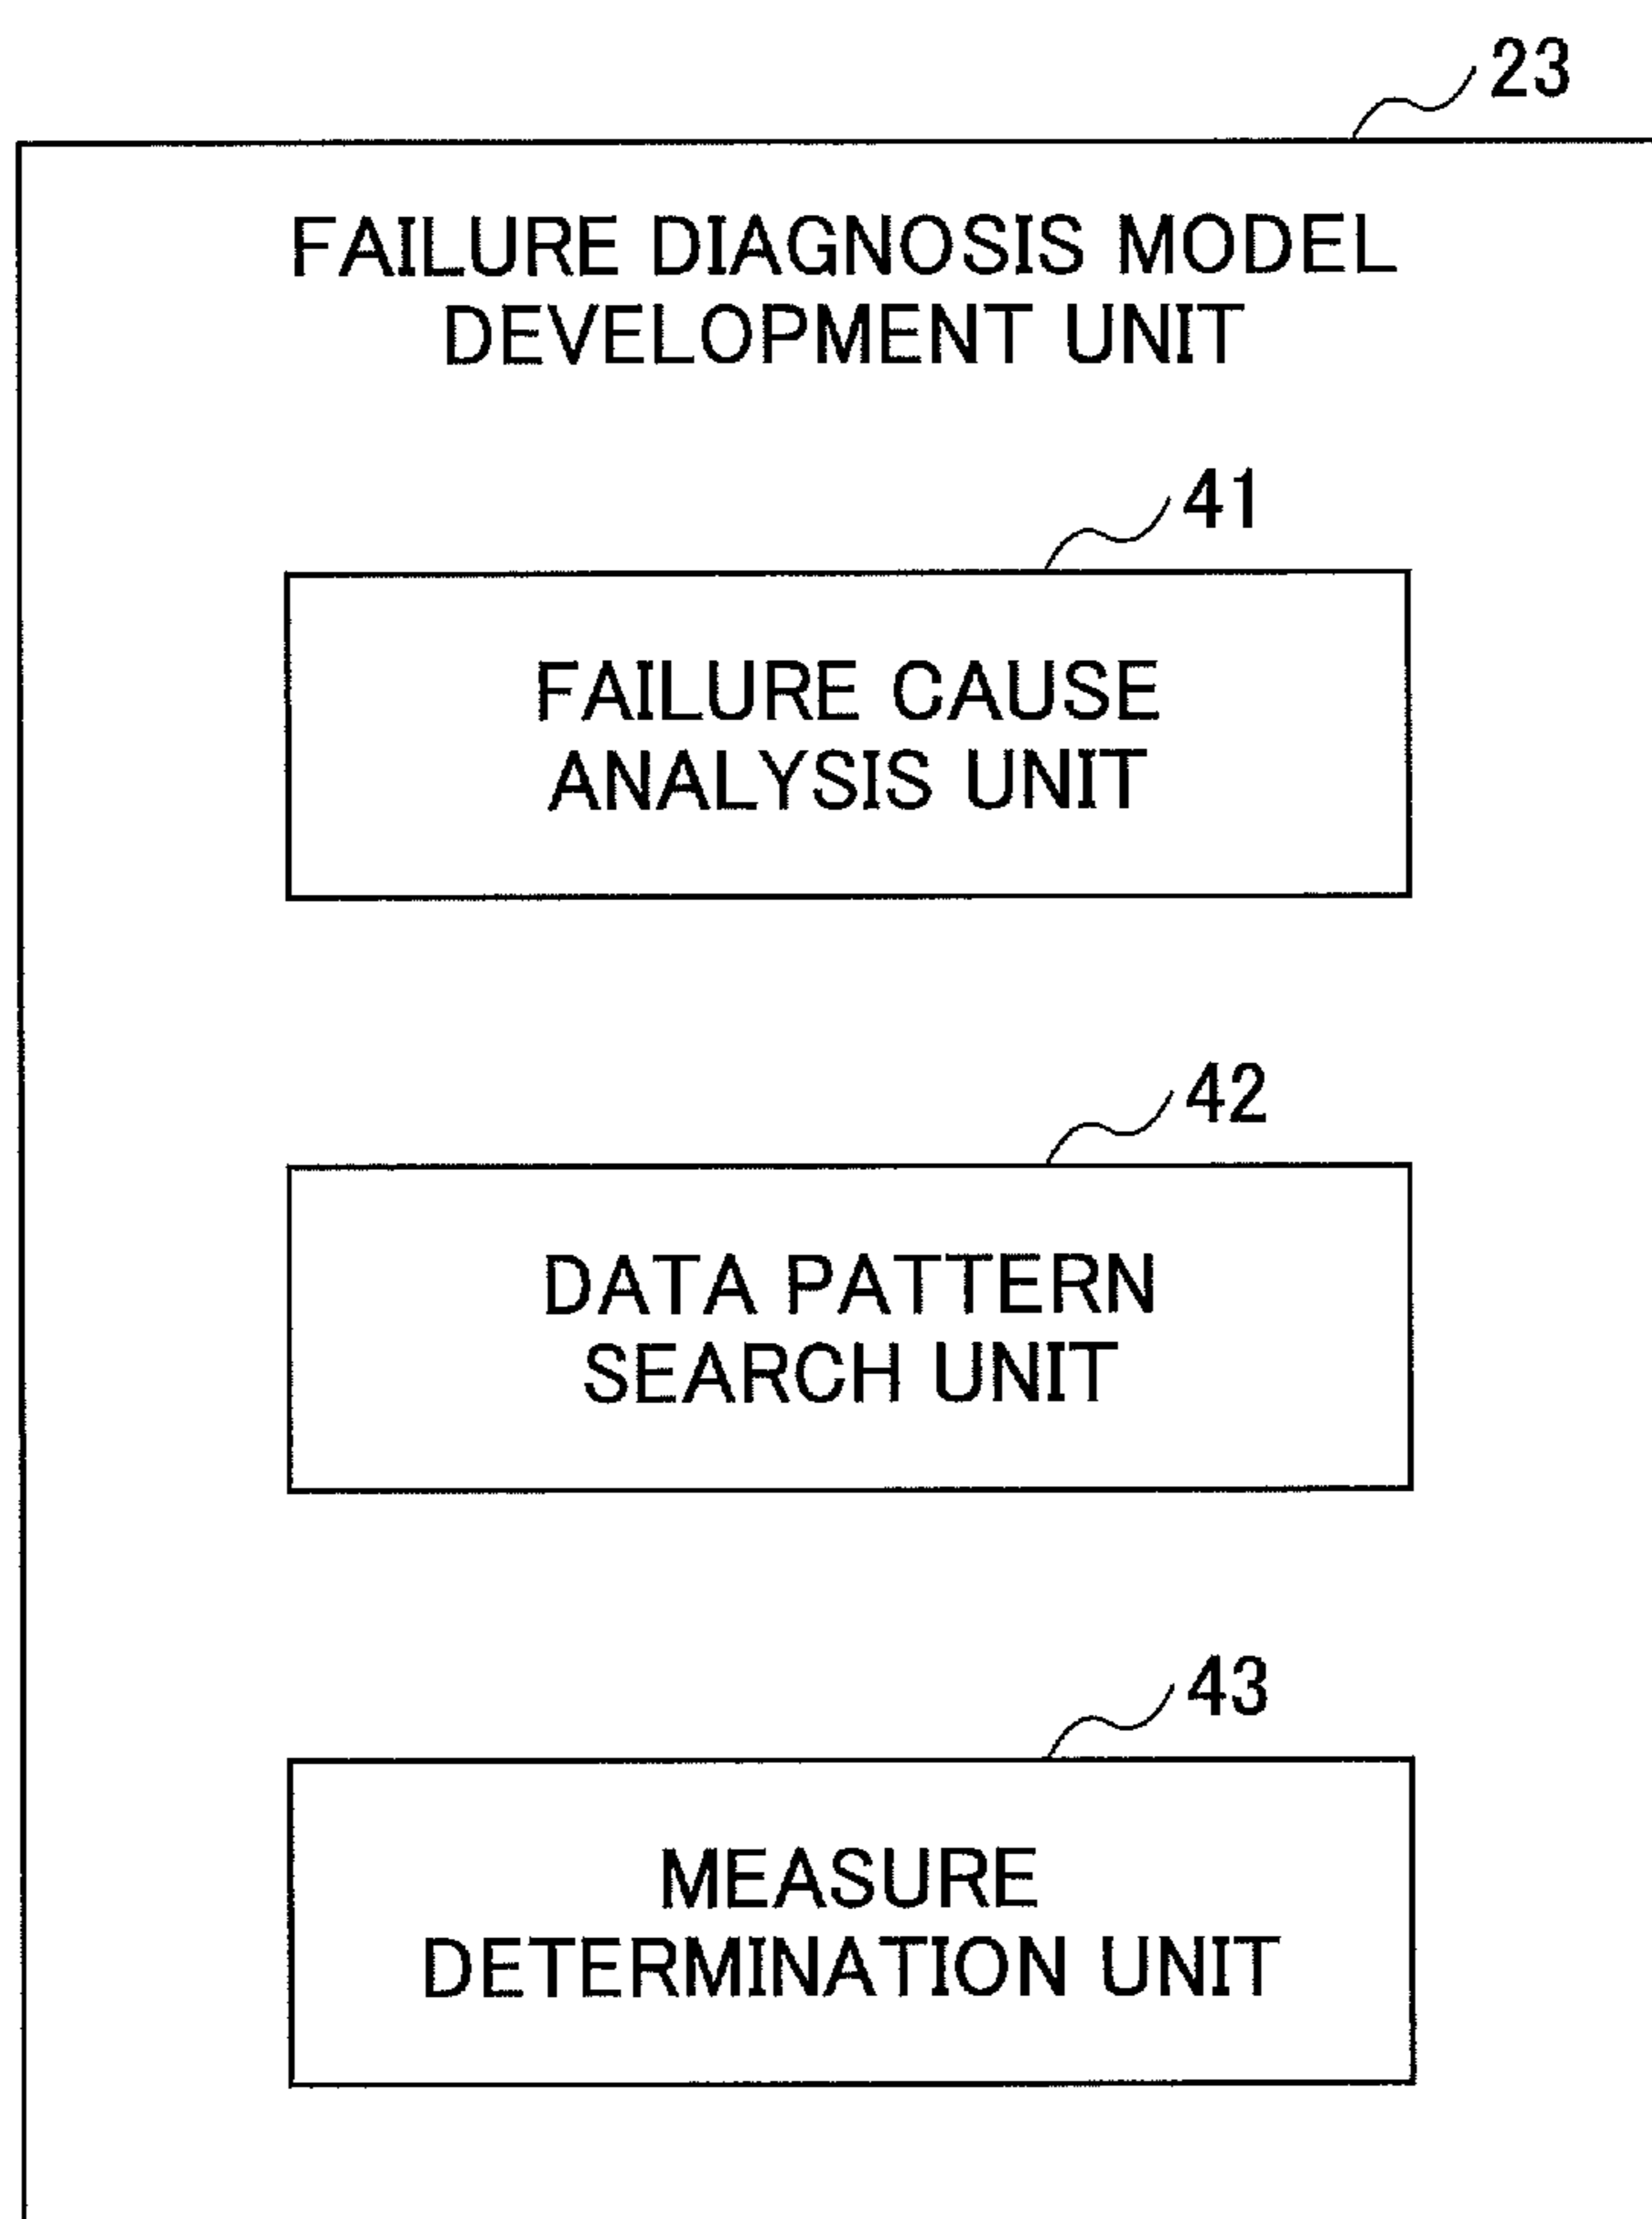 23
FAILURE DIAGNOSIS MODEL
DEVELOPMENT UNIT
41
FAILURE CAUSE
ANALYSIS UNIT
42
DATA PATTERN
SEARCH UNIT
43
MEASURE
DETERMINATION UNIT